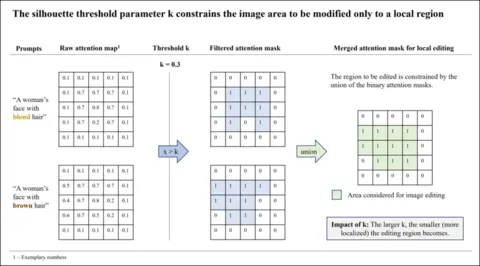 The silhouette threshold parameter k constrains the image area to be modified only to a local region
Prompts
Raw attention map¹
Threshold k
Filtered attention mask
Merged attention mask for local editing
k = 0.3
"A woman's
face with
blond hair"
0.1 0.1 0.1 0.1 0.1
0.1 0.7 0.7 0.7 0.1
0.1 0.7 0.8 0.7 0.1
0.1 0.7 0.2 0.7 0.1
0.1 0.1 0.1 0.1 0.1
0 0 0 0 0
0 1 1 1 0
0 1 1 1 0
0 1 0 1 0
0 0 0 0 0
"A woman's
face with
brown hair"
0.1 0.1 0.1 0.1 0.1
0.5 0.7 0.7 0.7 0.1
0.4 0.7 0.8 0.2 0.1
0.6 0.7 0.5 0.2 0.1
0.1 0.1 0.1 0.1 0.1
x > k
0 0 0 0 0
1 1 1 1 0
1 1 1 0 0
0 1 1 0 0
0 0 0 0 0
union
The region to be edited is constrained by the
union of the binary attention masks.
0 0 0 0 0
1 1 1 1 0
1 1 1 1 0
0 1 1 1 0
0 0 0 0 0
Area considered for image editing
Impact of k: The larger k, the smaller (more
localized) the editing region becomes.
1 – Exemplary numbers